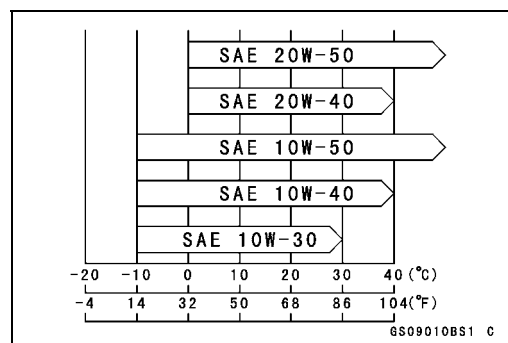 SAE 20W-50
SAE 20W-40
SAE 10W-50
SAE 10W-40
SAE 10W-30
-20 -10 0 10 20 30 40 (°C)
-4 14 32 50 68 86 104 (°F)
GS09010BS1 C